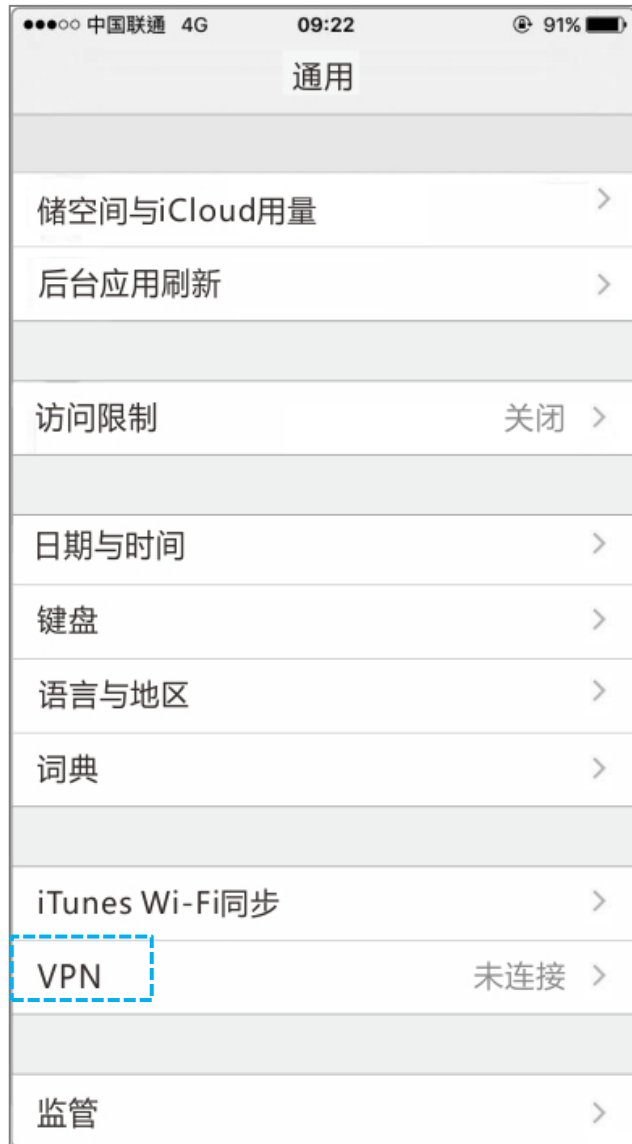 ●●●○○ 中国联通 4G 09:22 91%
通用
储空间与iCloud用量
后台应用刷新
访问限制 关闭
日期与时间
键盘
语言与地区
词典
iTunes Wi-Fi同步
VPN 未连接
监管